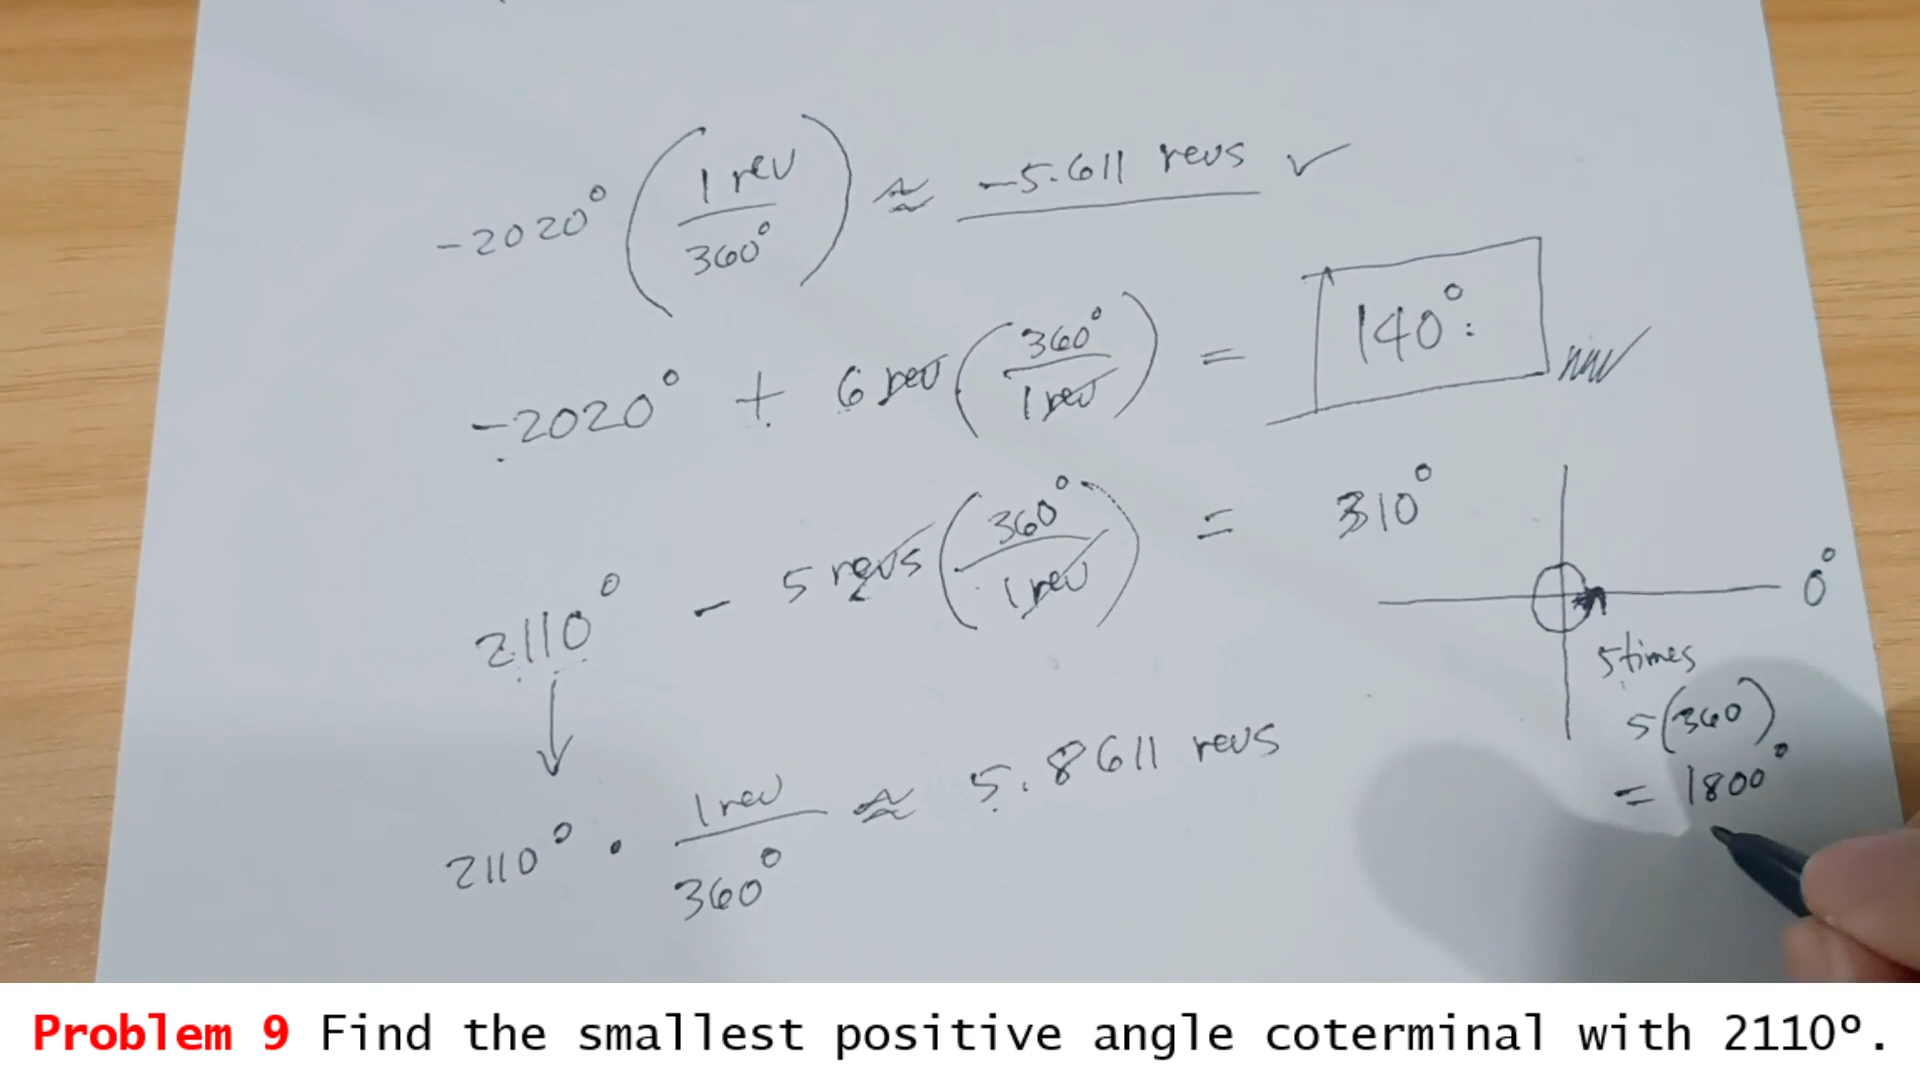 -2020° (1 rev / 360°) ≈ -5.611 revs ✓
-2020° + 6 rev (360° / 1 rev) = 140°
2110° - 5 revs (360° / 1 rev) = 310°
0°
5 times
5(360)
= 1800°
2110° · 1 rev / 360° ≈ 5.8611 revs
Problem 9 Find the smallest positive angle coterminal with 2110º.